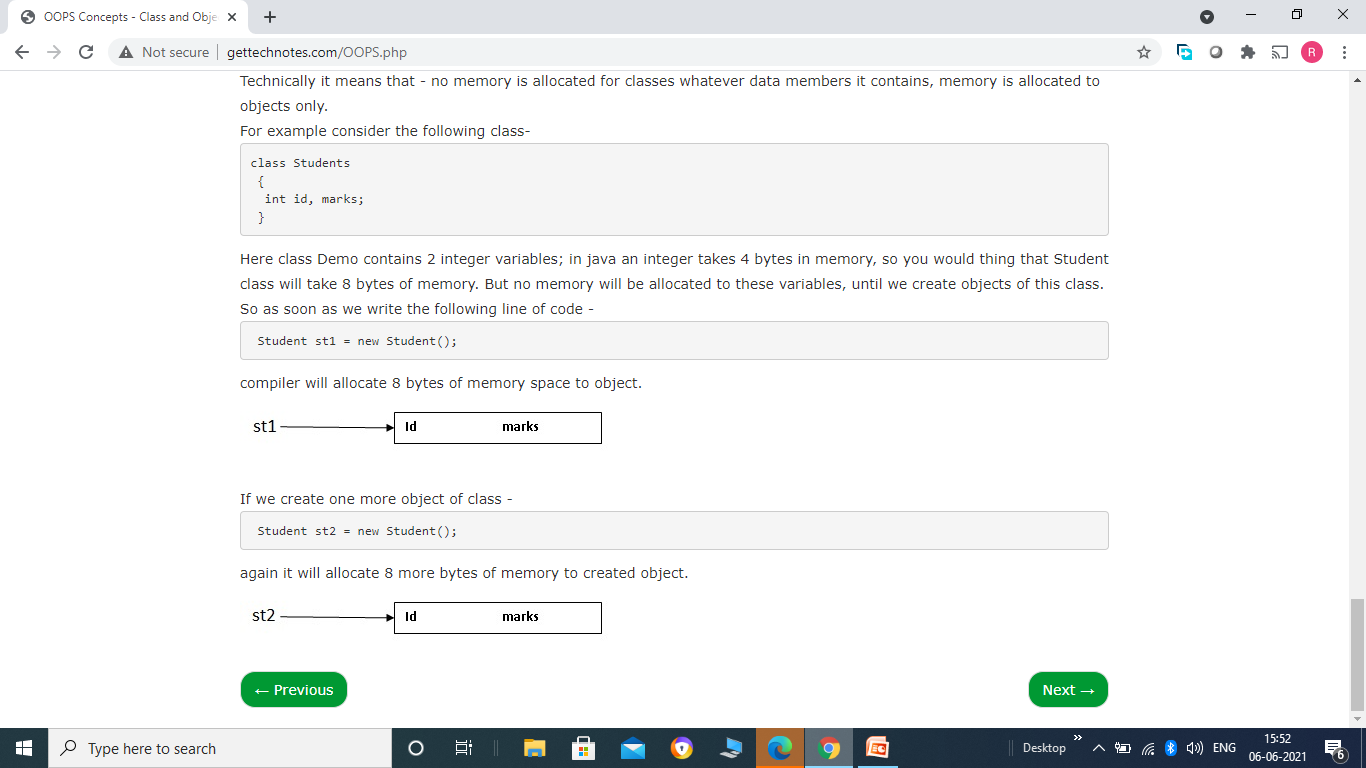 OOPS Concepts - Class and Obje
Not secure
gettechnotes.com/OOPS.php
R
Technically it means that - no memory is allocated for classes whatever data members it contains, memory is allocated to
objects only.
For example consider the following class-
class Students
{
int id, marks;
}
Here class Demo contains 2 integer variables; in java an integer takes 4 bytes in memory, so you would thing that Student
class will take 8 bytes of memory. But no memory will be allocated to these variables, until we create objects of this class.
So as soon as we write the following line of code -
Student st1 = new Student();
compiler will allocate 8 bytes of memory space to object.
st1 Id marks
If we create one more object of class -
Student st2 = new Student();
again it will allocate 8 more bytes of memory to created object.
st2 Id marks
← Previous
Next →
Type here to search
Desktop
ENG
15:52
06-06-2021
6